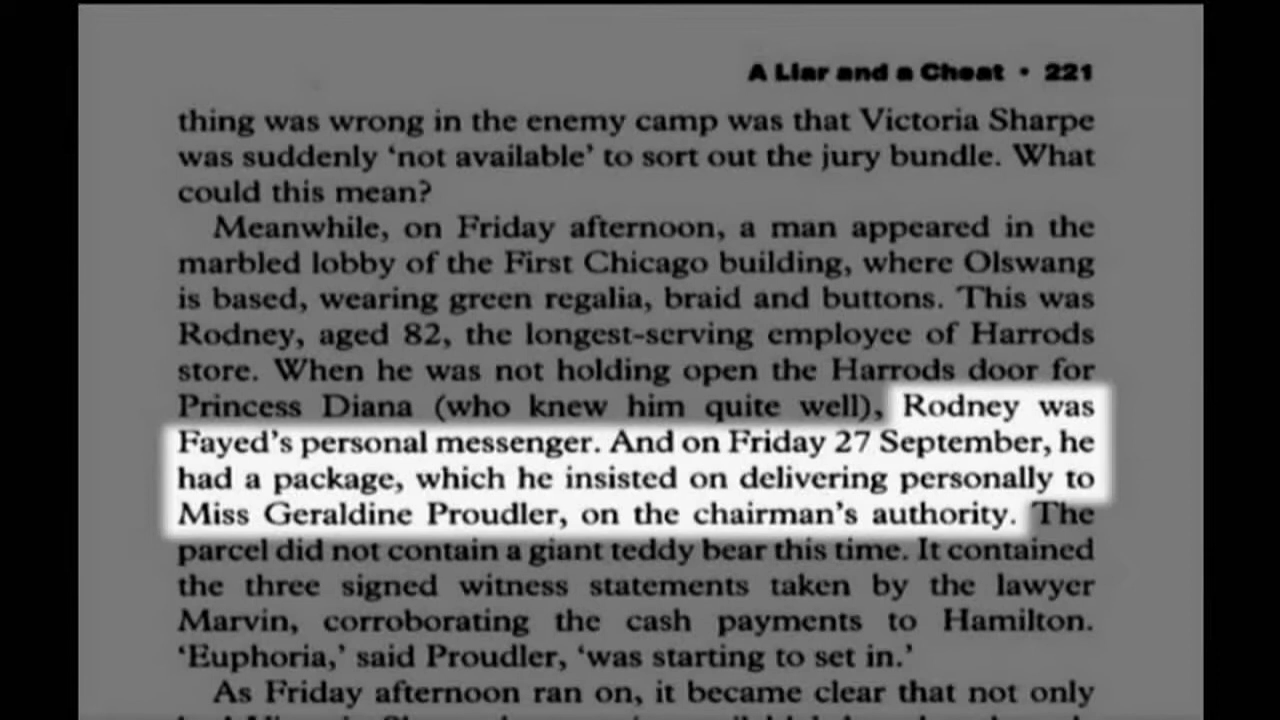 A Liar and a Cheat • 221
thing was wrong in the enemy camp was that Victoria Sharpe
was suddenly ‘not available’ to sort out the jury bundle. What
could this mean?
Meanwhile, on Friday afternoon, a man appeared in the
marbled lobby of the First Chicago building, where Olswang
is based, wearing green regalia, braid and buttons. This was
Rodney, aged 82, the longest-serving employee of Harrods
store. When he was not holding open the Harrods door for
Princess Diana (who knew him quite well), Rodney was
Fayed’s personal messenger. And on Friday 27 September, he
had a package, which he insisted on delivering personally to
Miss Geraldine Proudler, on the chairman’s authority. The
parcel did not contain a giant teddy bear this time. It contained
the three signed witness statements taken by the lawyer
Marvin, corroborating the cash payments to Hamilton.
‘Euphoria,’ said Proudler, ‘was starting to set in.’
As Friday afternoon ran on, it became clear that not only